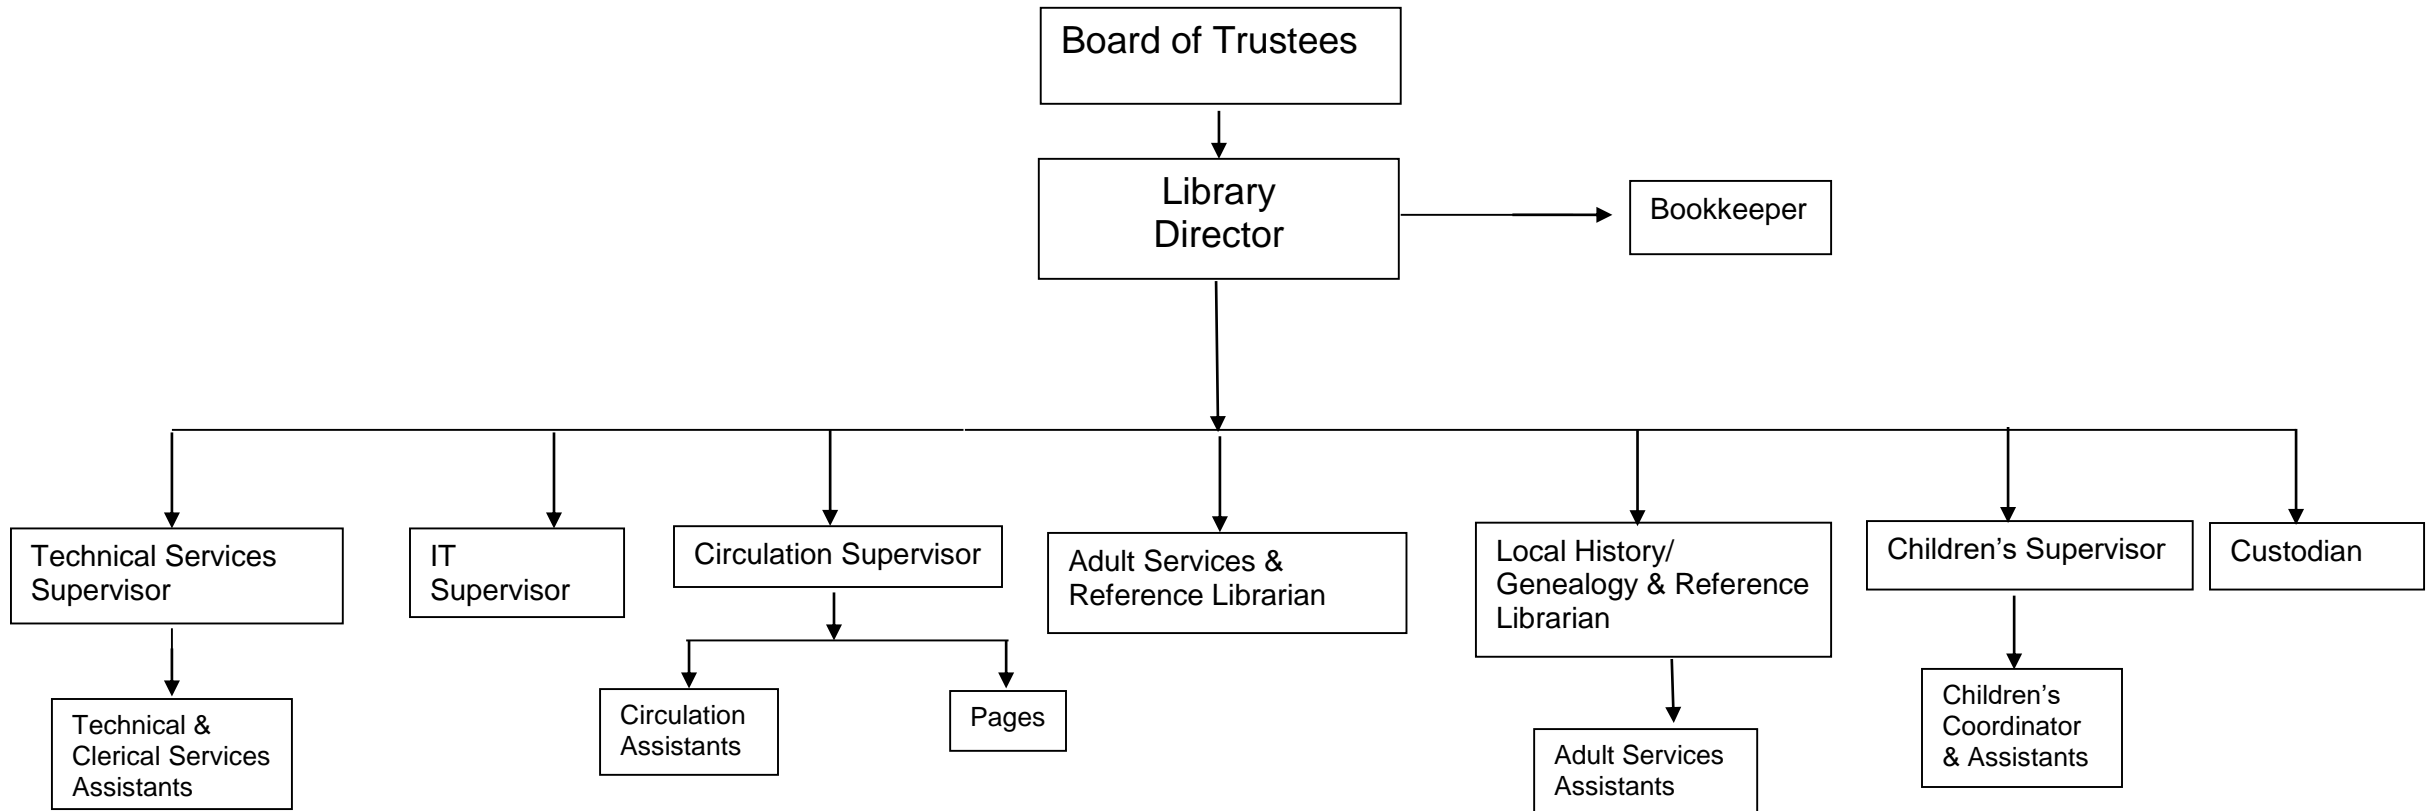 Board of Trustees
Library
Director
Bookkeeper
Technical Services
Supervisor
IT
Supervisor
Circulation Supervisor
Adult Services &
Reference Librarian
Local History/
Genealogy & Reference
Librarian
Children’s Supervisor
Custodian
Technical &
Clerical Services
Assistants
Circulation
Assistants
Pages
Adult Services
Assistants
Children’s
Coordinator
& Assistants